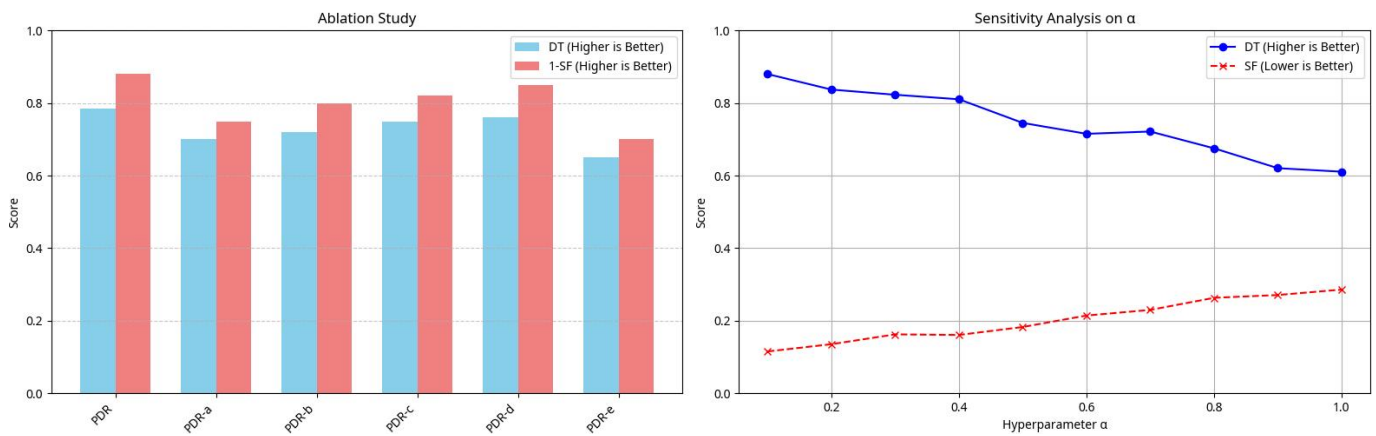 Ablation Study
DT (Higher is Better)
1-SF (Higher is Better)
Score
1.0
0.8
0.6
0.4
0.2
0.0
PDR
PDR-a
PDR-b
PDR-c
PDR-d
PDR-e
Sensitivity Analysis on α
DT (Higher is Better)
SF (Lower is Better)
Score
1.0
0.8
0.6
0.4
0.2
0.0
0.2
0.4
0.6
0.8
1.0
Hyperparameter α